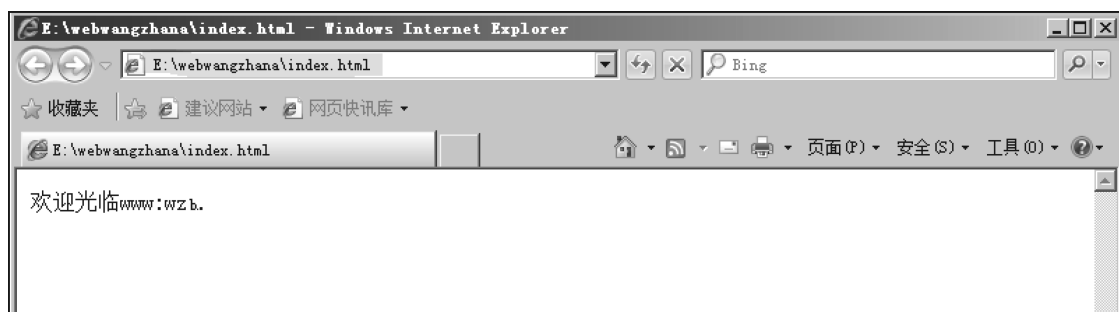 E:\webwangzhana\index.html - Windows Internet Explorer
E:\webwangzhana\index.html
Bing
收藏夹 建议网站 网页快讯库
E:\webwangzhana\index.html
页面(P) 安全(S) 工具(O)
欢迎光临www:wzb.